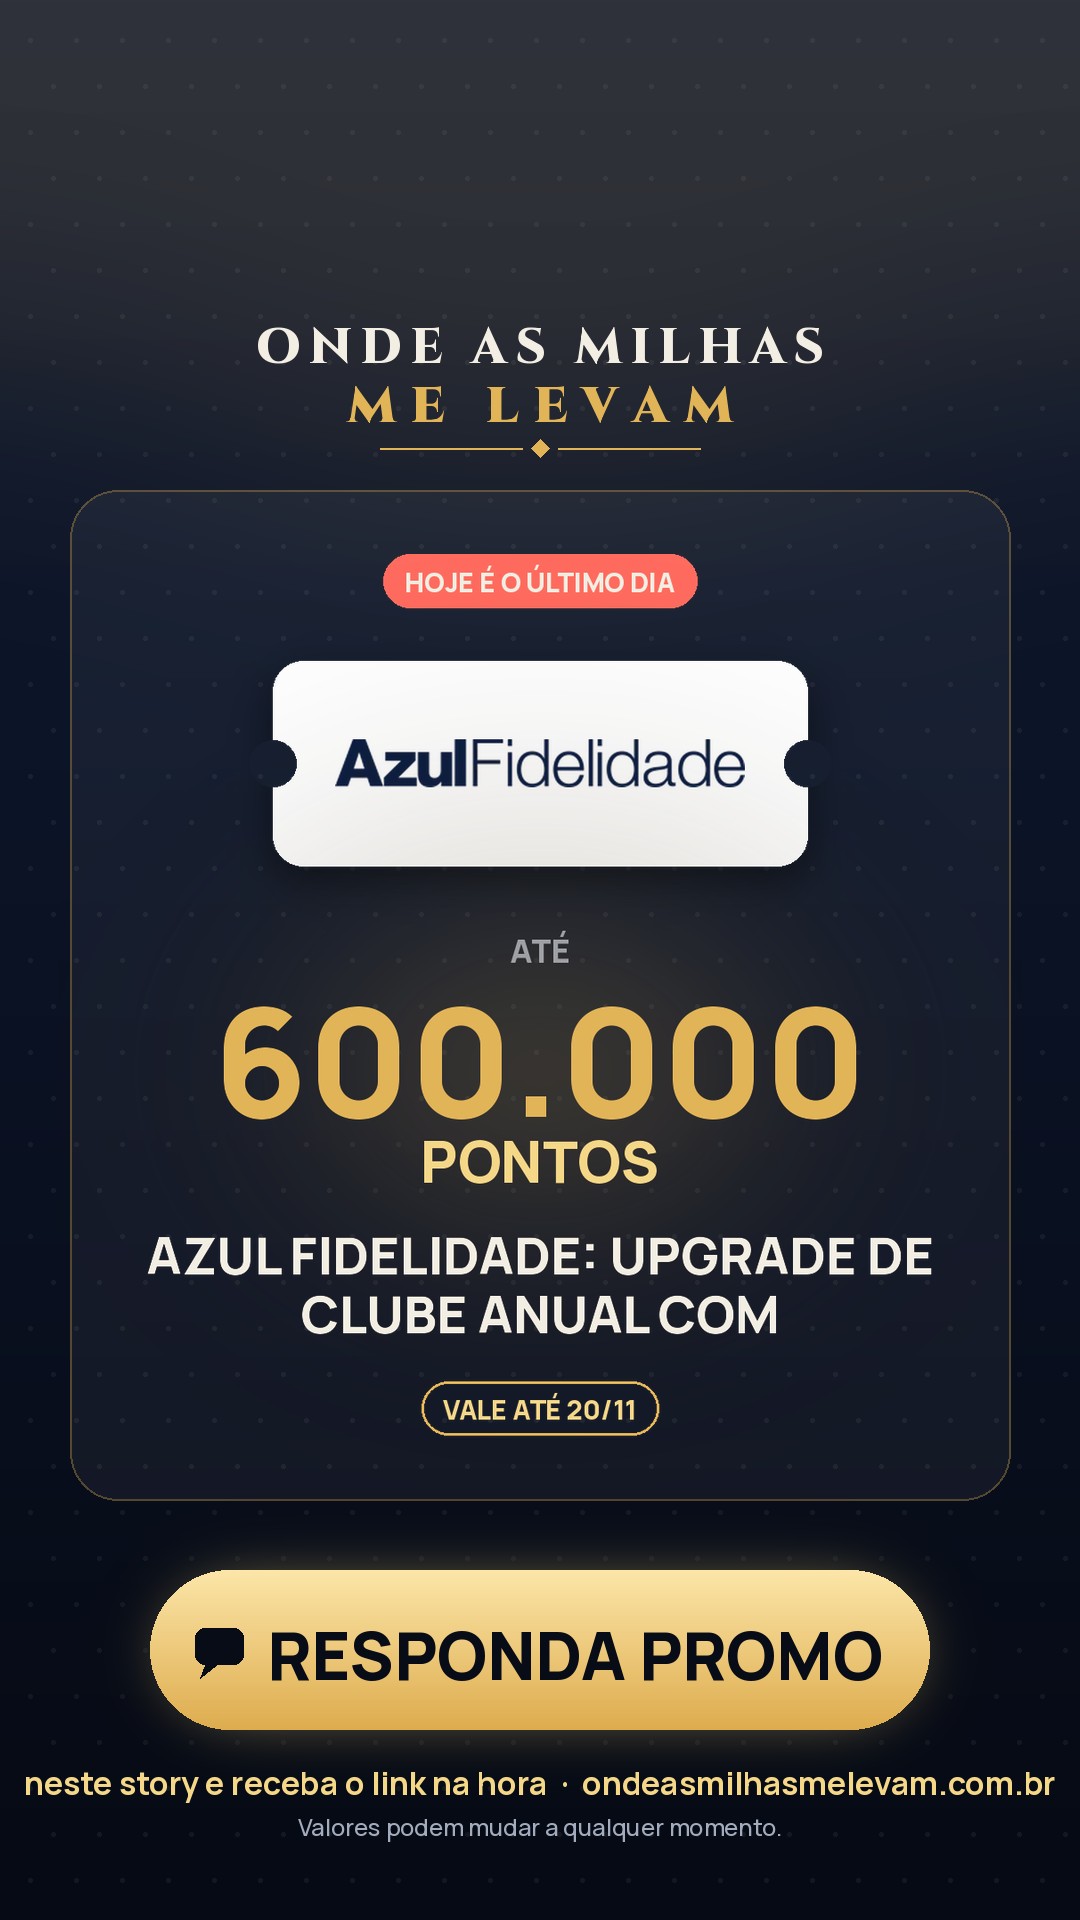 ONDE AS MILHAS
ME LEVAM
HOJE É O ÚLTIMO DIA
AzulFidelidade
ATÉ
600.000
PONTOS
AZUL FIDELIDADE: UPGRADE DE
CLUBE ANUAL COM
VALE ATÉ 20/11
RESPONDA PROMO
neste story e receba o link na hora · ondeasmilhasmelevam.com.br
Valores podem mudar a qualquer momento.